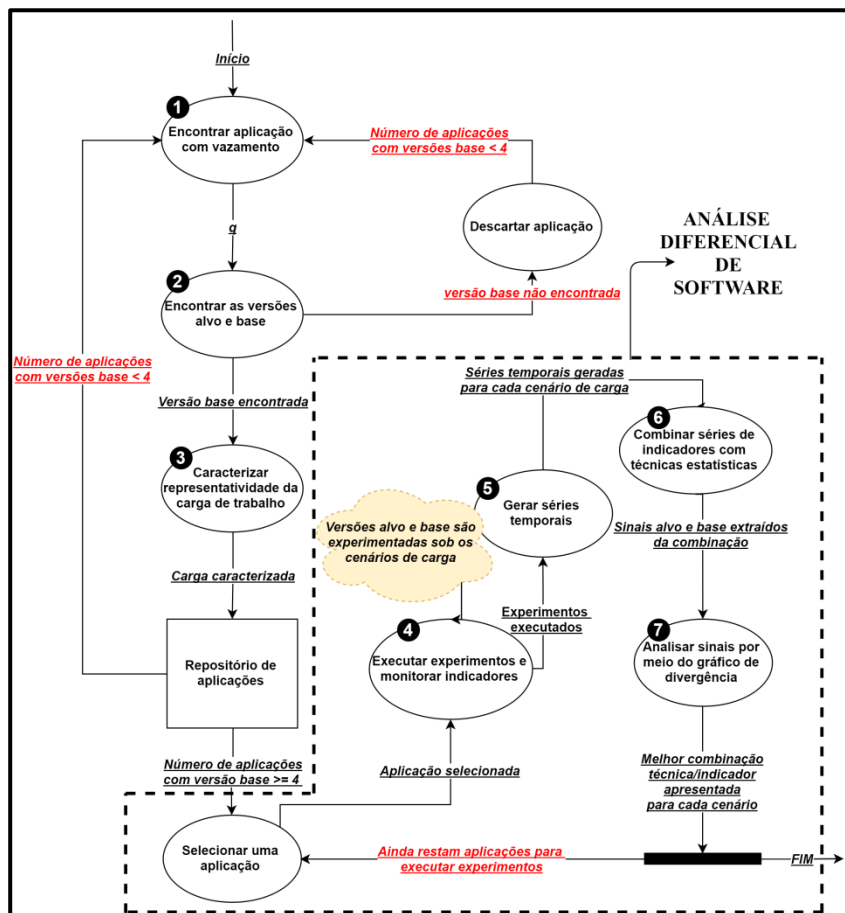 Início
1
Encontrar aplicação
com vazamento
Número de aplicações
com versões base < 4
q
Descartar aplicação
ANÁLISE
DIFERENCIAL
DE
SOFTWARE
2
Encontrar as versões
alvo e base
versão base não encontrada
Número de aplicações
com versões base < 4
Versão base encontrada
3
Caracterizar
representatividade da
carga de trabalho
Carga caracterizada
Repositório de
aplicações
Número de aplicações
com versão base >= 4
Selecionar uma
aplicação
Aplicação selecionada
4
Executar experimentos e
monitorar indicadores
Versões alvo e base são
experimentadas sob os
cenários de carga
Experimentos
executados
5
Gerar séries
temporais
Séries temporais geradas
para cada cenário de carga
6
Combinar séries de
indicadores com
técnicas estatísticas
Sinais alvo e base extraídos
da combinação
7
Analisar sinais por
meio do gráfico de
divergência
Melhor combinação
técnica/indicador
apresentada
para cada cenário
Ainda restam aplicações para
executar experimentos
FIM